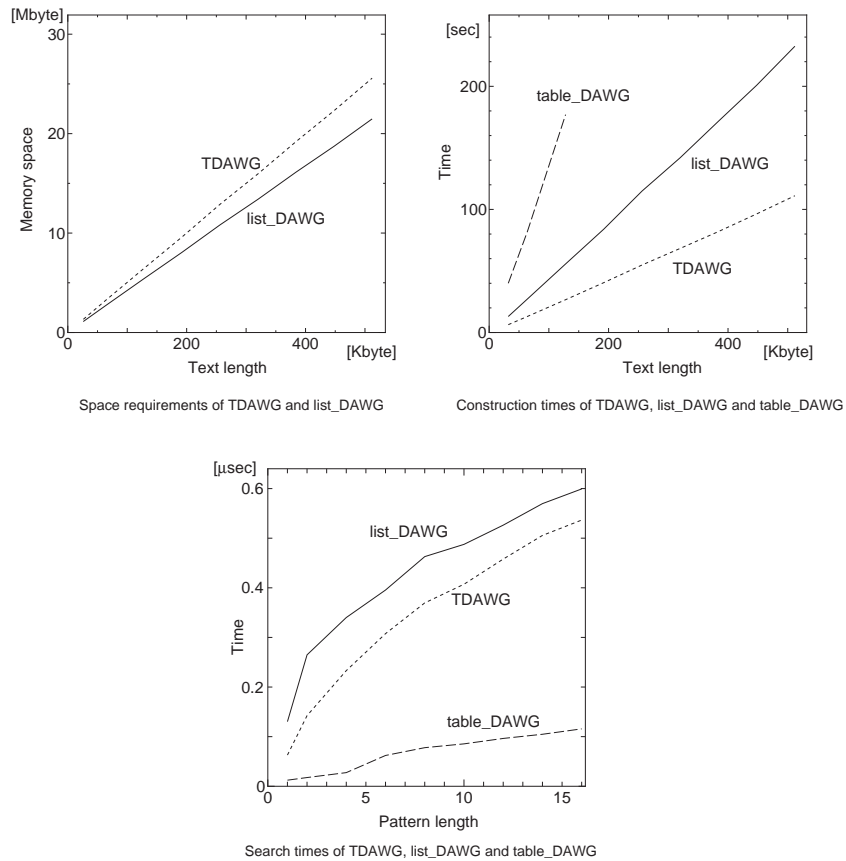 [Mbyte]
30
20
10
0
Memory space
TDAWG
list_DAWG
0
200
400
[Kbyte]
Text length
Space requirements of TDAWG and list_DAWG
[sec]
200
100
0
Time
table_DAWG
list_DAWG
TDAWG
0
200
400
[Kbyte]
Text length
Construction times of TDAWG, list_DAWG and table_DAWG
[μsec]
0.6
0.4
0.2
0
Time
list_DAWG
TDAWG
table_DAWG
0
5
10
15
Pattern length
Search times of TDAWG, list_DAWG and table_DAWG